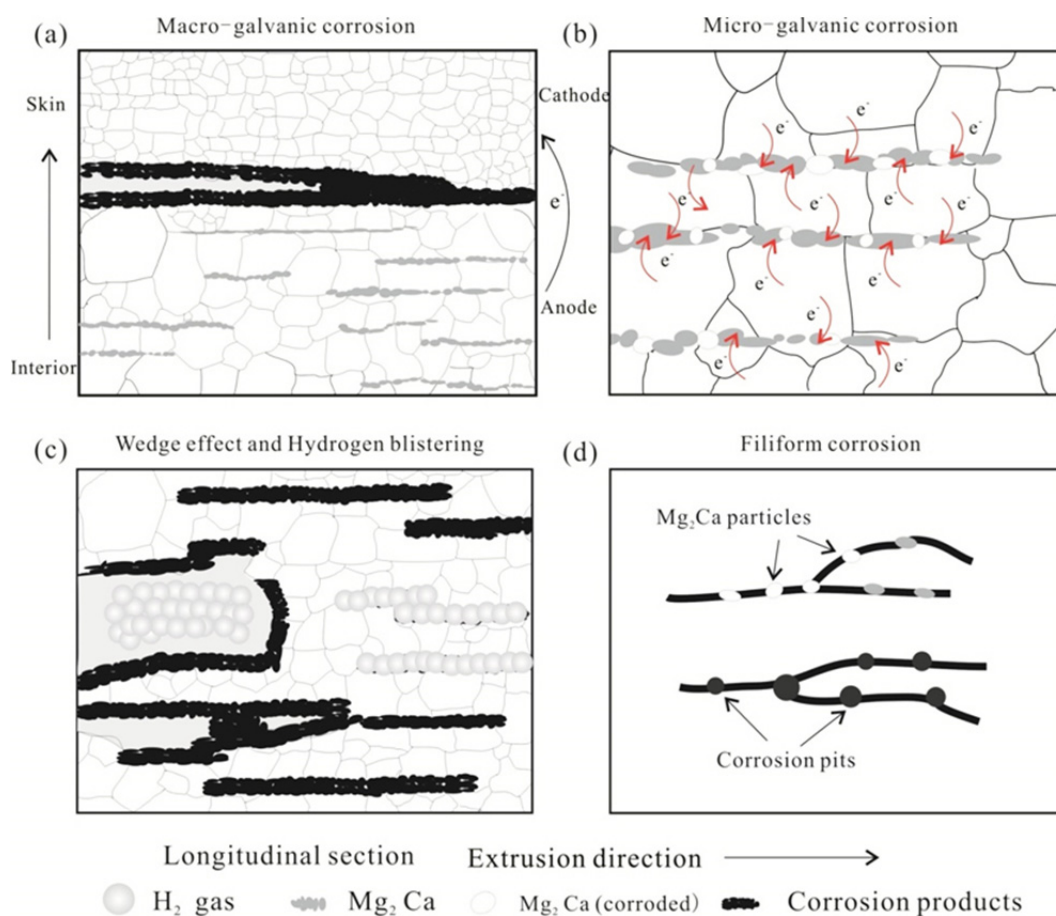 (a) Macro-galvanic corrosion
Skin
Interior
e⁻
Anode
Cathode
(b) Micro-galvanic corrosion
e⁻ e⁻ e⁻
e⁻ e⁻ e⁻
e⁻ e⁻ e⁻
e⁻
e⁻ e⁻
(c) Wedge effect and Hydrogen blistering
(d) Filiform corrosion
Mg₂Ca particles
Corrosion pits
Longitudinal section Extrusion direction
H₂ gas Mg₂Ca Mg₂Ca (corroded) Corrosion products